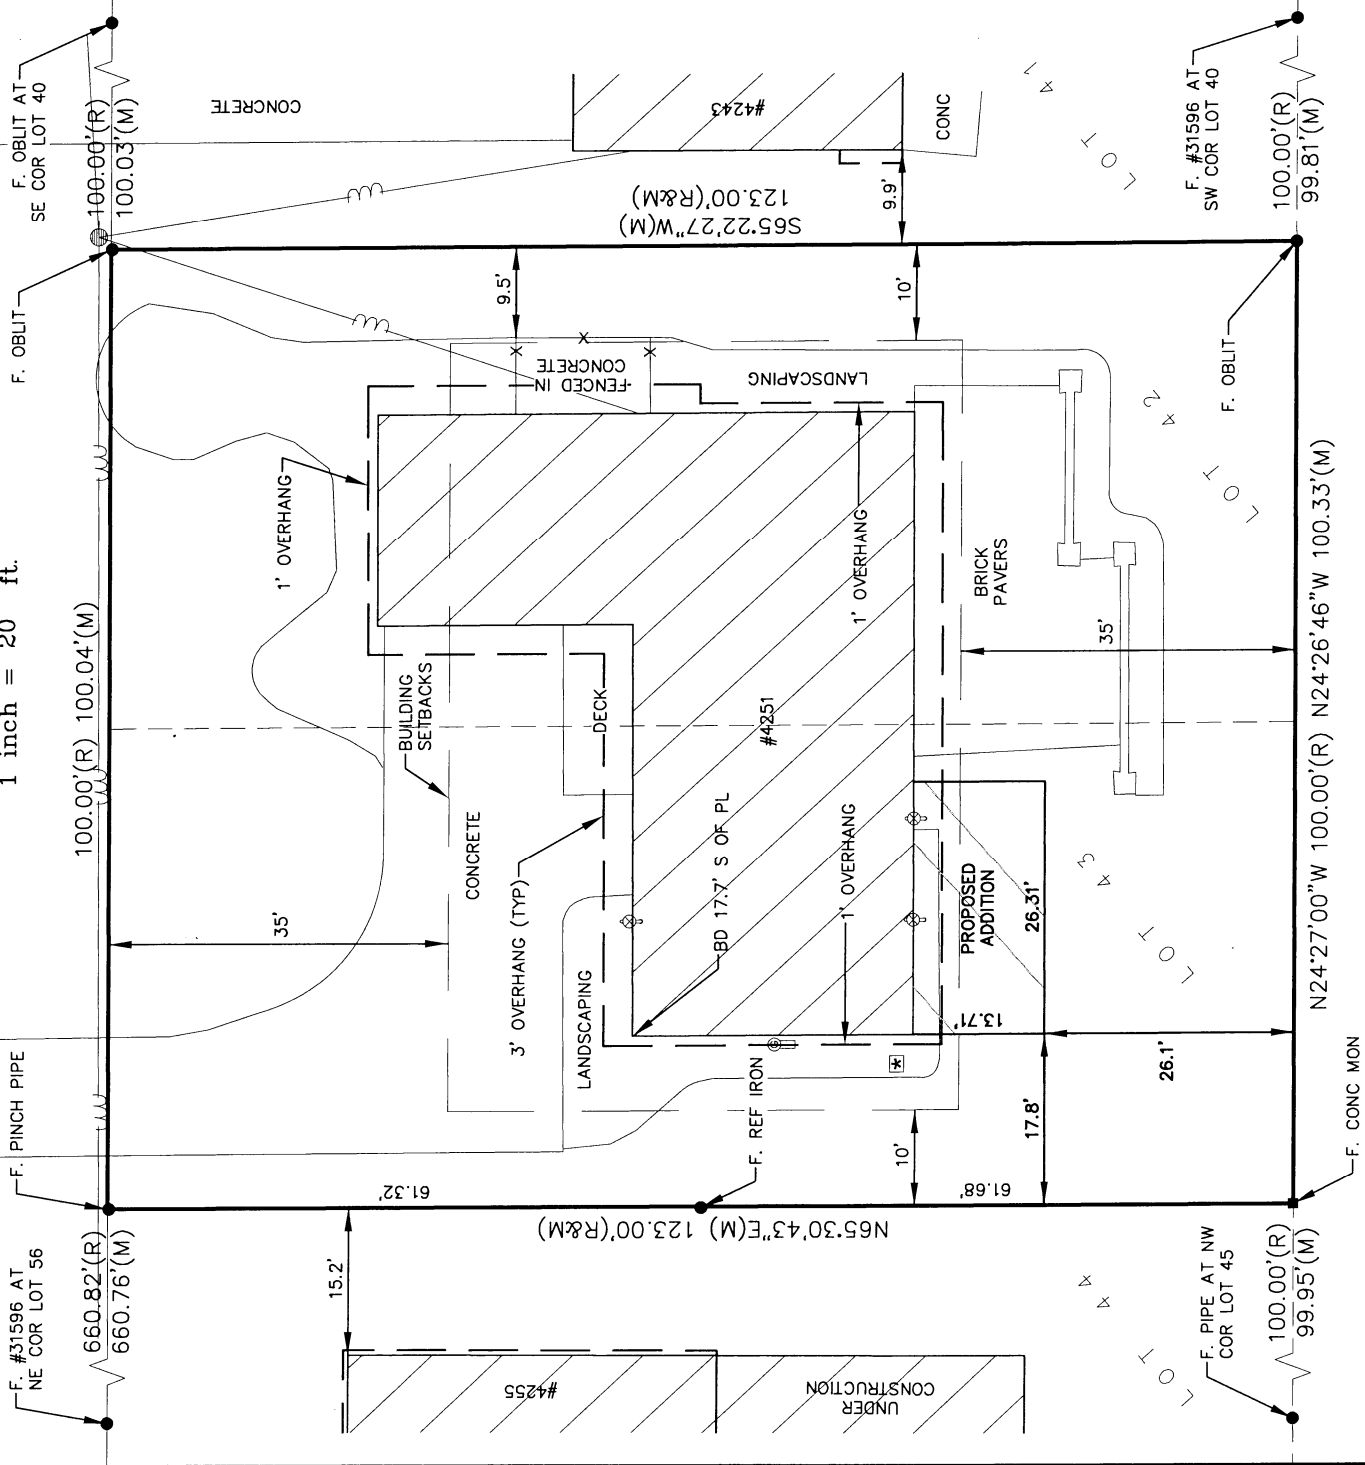 1 inch = 20 ft.
F. OBLIT AT
SE COR LOT 40
100.00'(R)
100.03'(M)
F. OBLIT
CONCRETE
#4243
CONC
9.9'
S65°22'27"W(M)
123.00'(R&M)
LOT 41
F. #31596 AT
SW COR LOT 40
100.00'(R)
99.81'(M)
F. OBLIT
9.5'
10'
FENCED IN
CONCRETE
LANDSCAPING
LOT 42
1' OVERHANG
1' OVERHANG
BRICK
PAVERS
35'
100.00'(R) 100.04'(M)
BUILDING
SETBACKS
DECK
#4251
CONCRETE
3' OVERHANG (TYP)
BD 17.7' S OF PL
1' OVERHANG
PROPOSED
ADDITION
26.31'
13.71'
LOT 43
N24°27'00"W 100.00'(R) N24°26'46"W 100.33'(M)
35'
LANDSCAPING
F. REF IRON
G
*
10'
17.8'
26.1'
F. PINCH PIPE
61.32'
61.68'
N65°30'43"E(M) 123.00'(R&M)
F. CONC MON
F. #31596 AT
NE COR LOT 56
660.82'(R)
660.76'(M)
15.2'
#4255
UNDER
CONSTRUCTION
LOT 44
F. PIPE AT NW
COR LOT 45
100.00'(R)
99.95'(M)